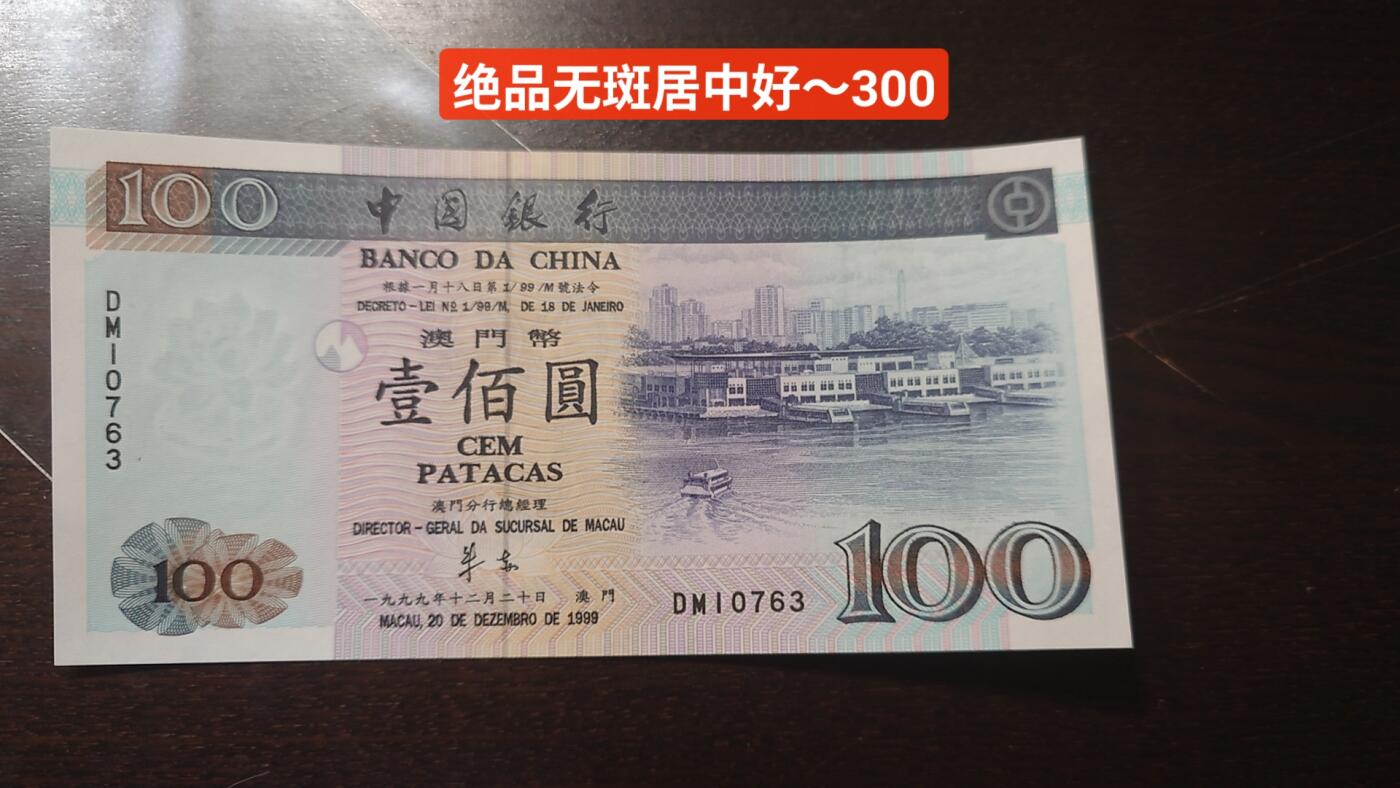 绝品无斑居中好～300
100
中国銀行
BANCO DA CHINA
根據一月十八日第1/99/M號法令
DECRETO-LEI Nº 1/99/M, DE 18 DE JANEIRO
澳門幣
壹佰圓
CEM
PATACAS
澳門分行總經理
DIRECTOR-GERAL DA SUCURSAL DE MACAU
一九九九年十二月二十日 澳門
MACAU, 20 DE DEZEMBRO DE 1999
DM10763
100
DM10763
100